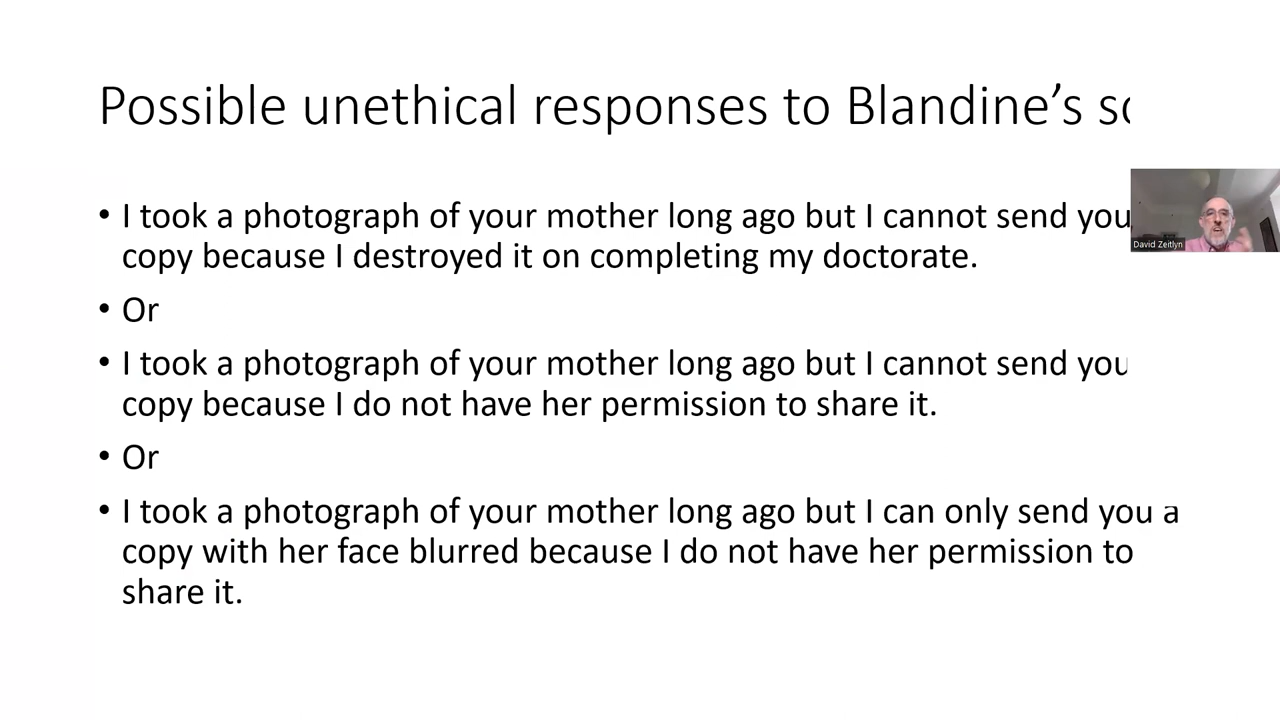 Possible unethical responses to Blandine’s
• I took a photograph of your mother long ago but I cannot send you
copy because I destroyed it on completing my doctorate.
• Or
• I took a photograph of your mother long ago but I cannot send you
copy because I do not have her permission to share it.
• Or
• I took a photograph of your mother long ago but I can only send you a
copy with her face blurred because I do not have her permission to
share it.
David Zeitlyn